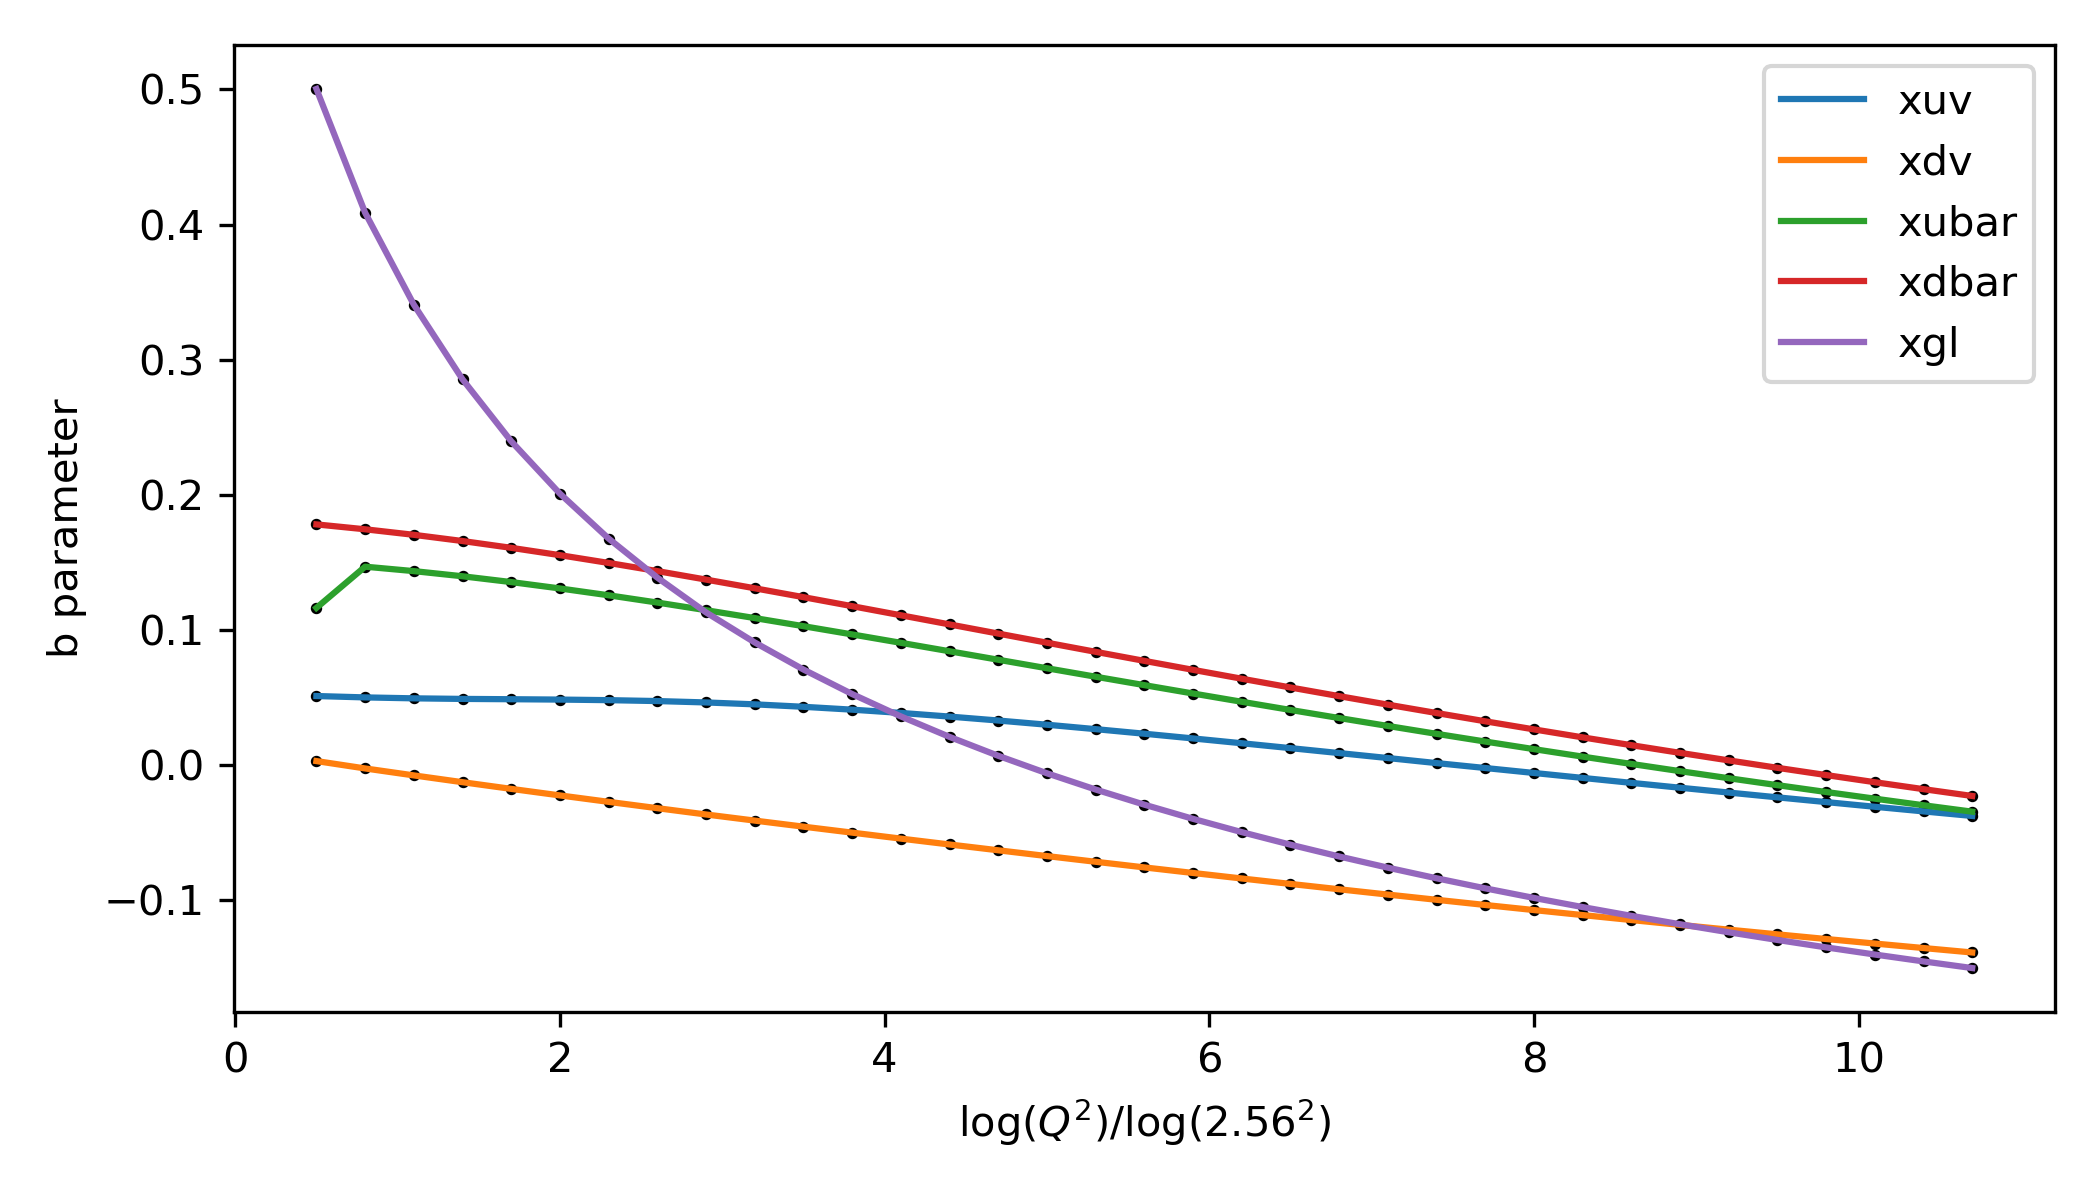 0.5
0.4
0.3
0.2
0.1
0.0
−0.1
b parameter
0 2 4 6 8 10
log(Q²)/log(2.56²)
xuv
xdv
xubar
xdbar
xgl